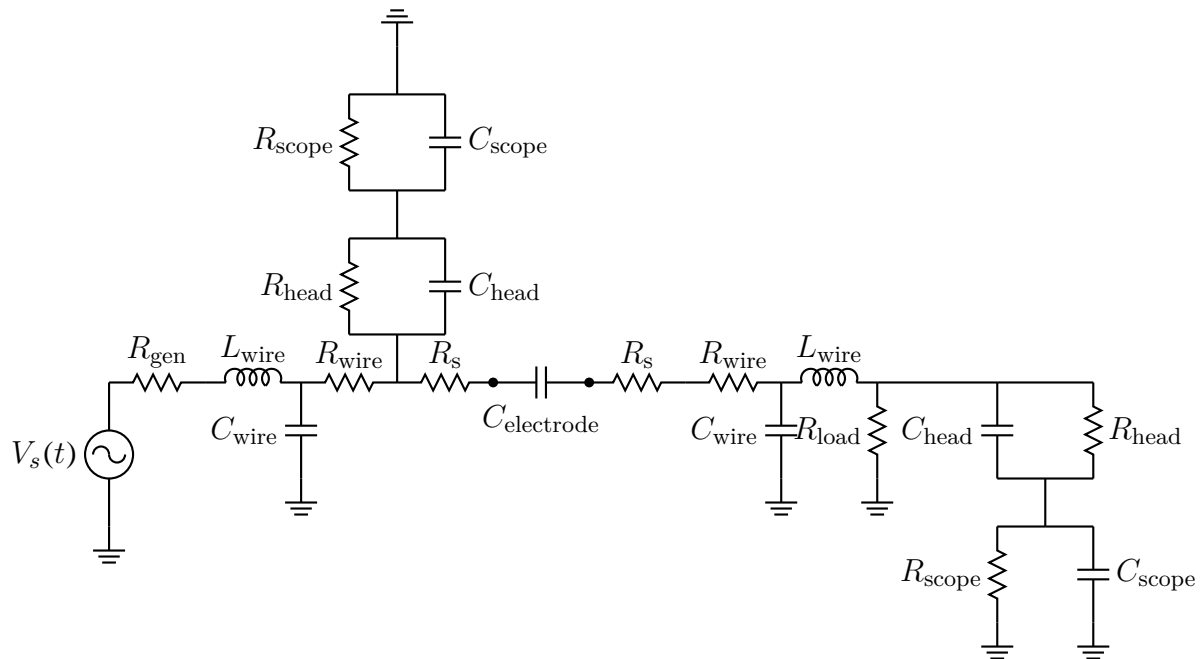 R_scope
C_scope
R_head
C_head
R_gen
L_wire
R_wire
R_s
R_s
R_wire
L_wire
C_wire
C_electrode
C_wire
R_load
C_head
R_head
V_s(t)
R_scope
C_scope